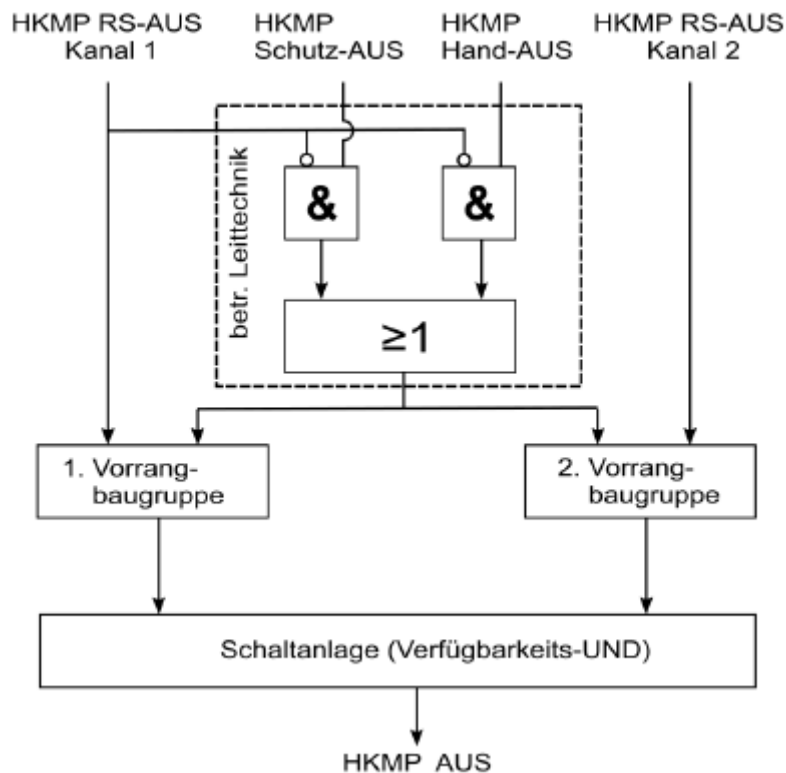 HKMP RS-AUS
Kanal 1
HKMP
Schutz-AUS
HKMP
Hand-AUS
HKMP RS-AUS
Kanal 2
betr. Leittechnik
&
&
≥1
1. Vorrang-
baugruppe
2. Vorrang-
baugruppe
Schaltanlage (Verfügbarkeits-UND)
HKMP AUS